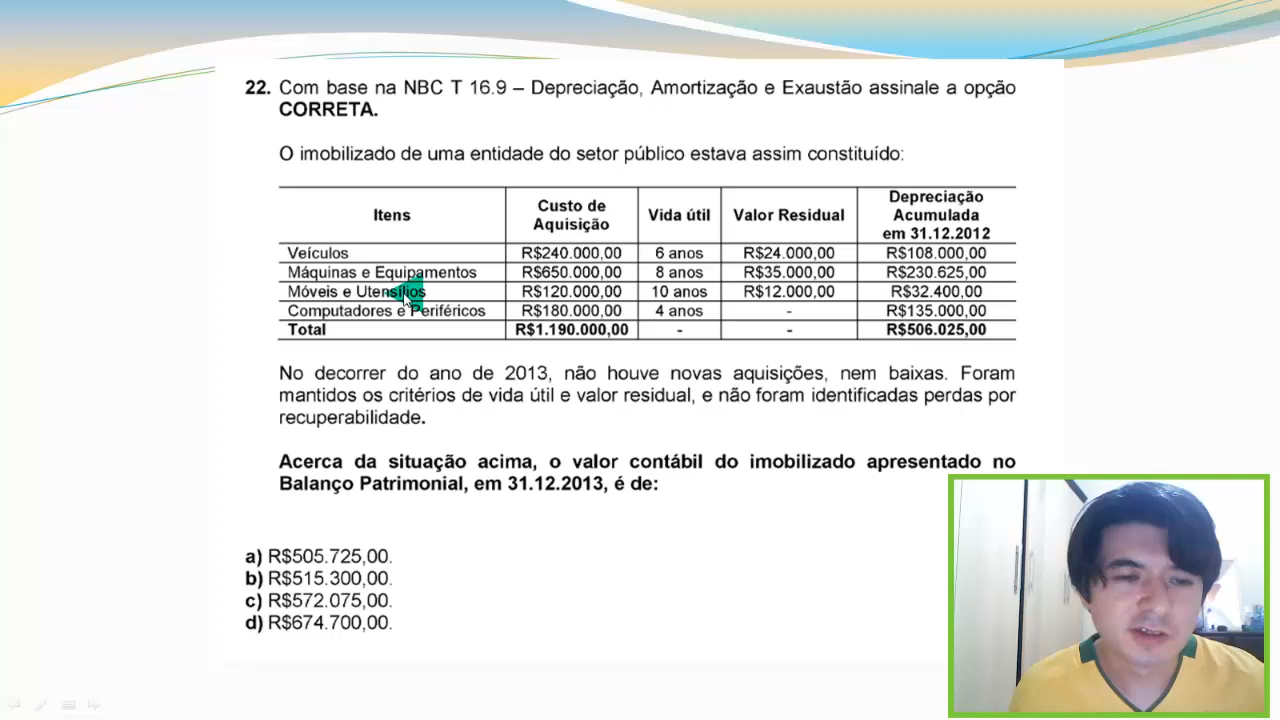 22. Com base na NBC T 16.9 – Depreciação, Amortização e Exaustão assinale a opção
CORRETA.
O imobilizado de uma entidade do setor público estava assim constituído:
Itens Custo de Aquisição Vida útil Valor Residual Depreciação Acumulada em 31.12.2012
Veículos R$240.000,00 6 anos R$24.000,00 R$108.000,00
Máquinas e Equipamentos R$650.000,00 8 anos R$35.000,00 R$230.625,00
Móveis e Utensílios R$120.000,00 10 anos R$12.000,00 R$32.400,00
Computadores e Periféricos R$180.000,00 4 anos - R$135.000,00
Total R$1.190.000,00 - - R$506.025,00
No decorrer do ano de 2013, não houve novas aquisições, nem baixas. Foram
mantidos os critérios de vida útil e valor residual, e não foram identificadas perdas por
recuperabilidade.
Acerca da situação acima, o valor contábil do imobilizado apresentado no
Balanço Patrimonial, em 31.12.2013, é de:
a) R$505.725,00.
b) R$515.300,00.
c) R$572.075,00.
d) R$674.700,00.